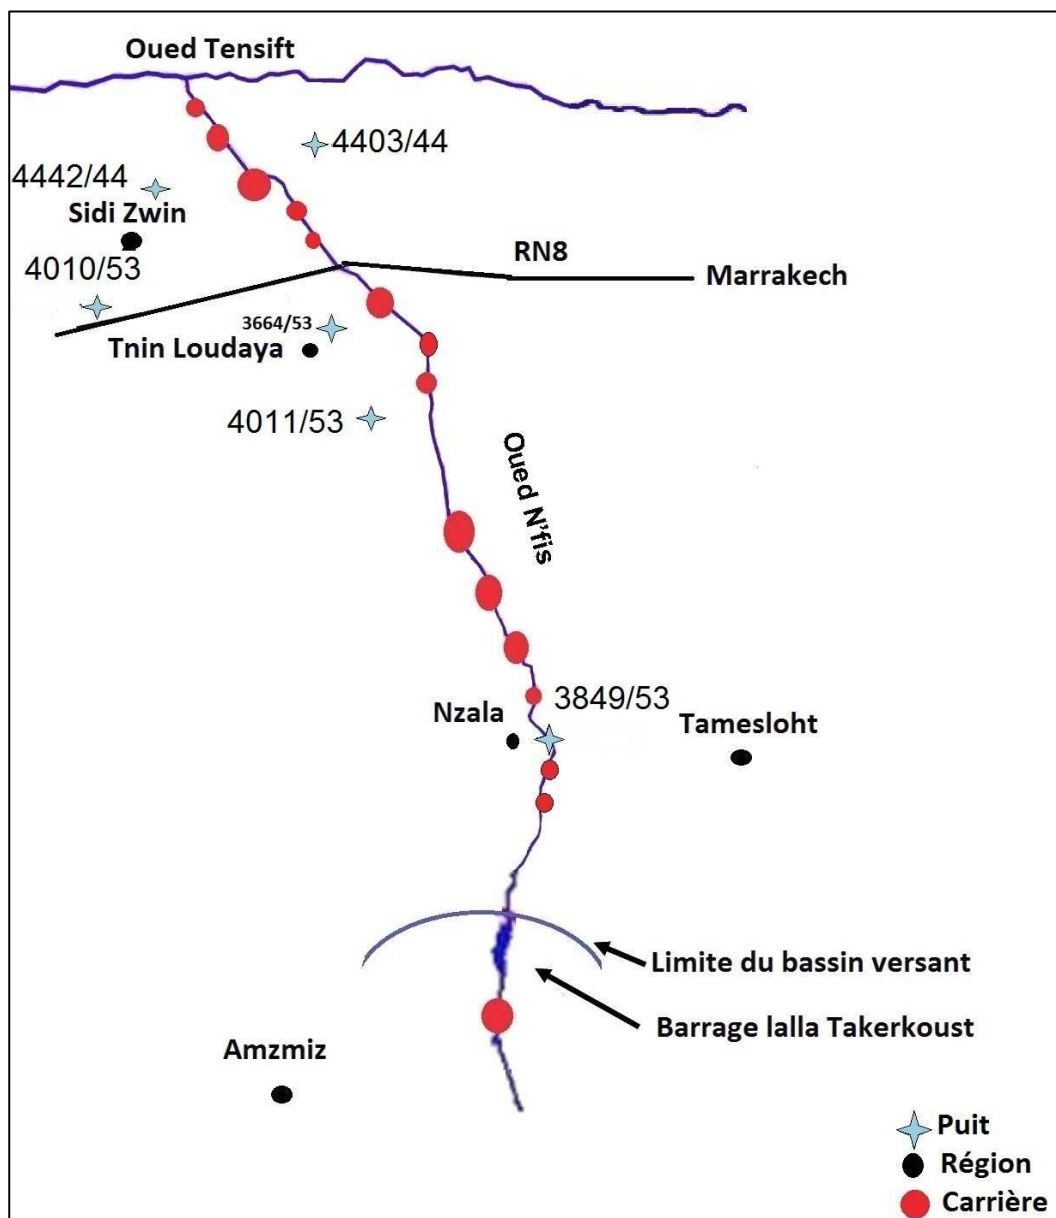 Oued Tensift
4403/44
4442/44
Sidi Zwin
4010/53
RN8
Marrakech
3664/53
Tnin Loudaya
4011/53
Oued N'fis
3849/53
Nzala
Tamesloht
Limite du bassin versant
Barrage lalla Takerkoust
Amzmiz
Puit
Région
Carrière